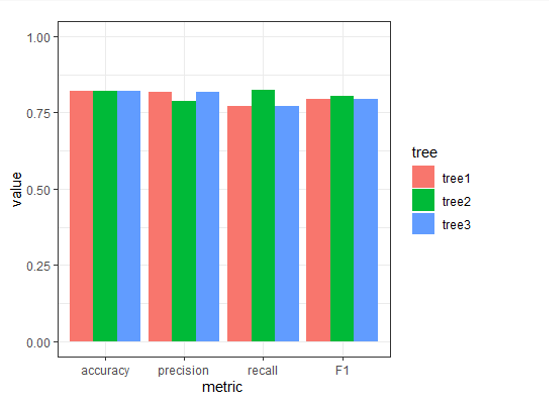 1.00
0.75
0.50
0.25
0.00
value
accuracy precision recall F1
metric
tree
tree1
tree2
tree3